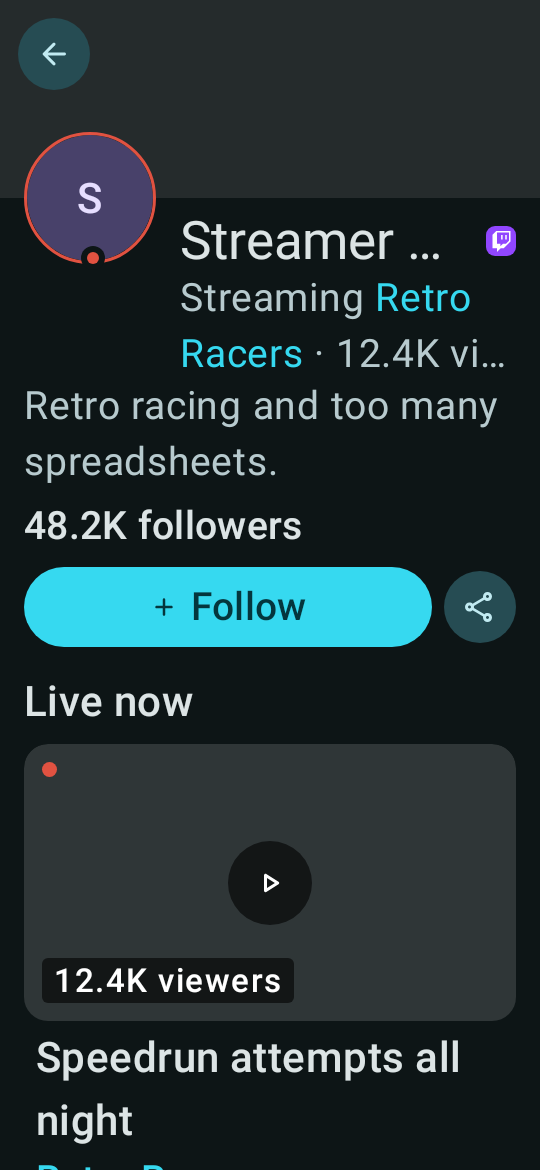 S
Streamer …
Streaming Retro
Racers · 12.4K vi…
Retro racing and too many
spreadsheets.
48.2K followers
+ Follow
Live now
12.4K viewers
Speedrun attempts all
night